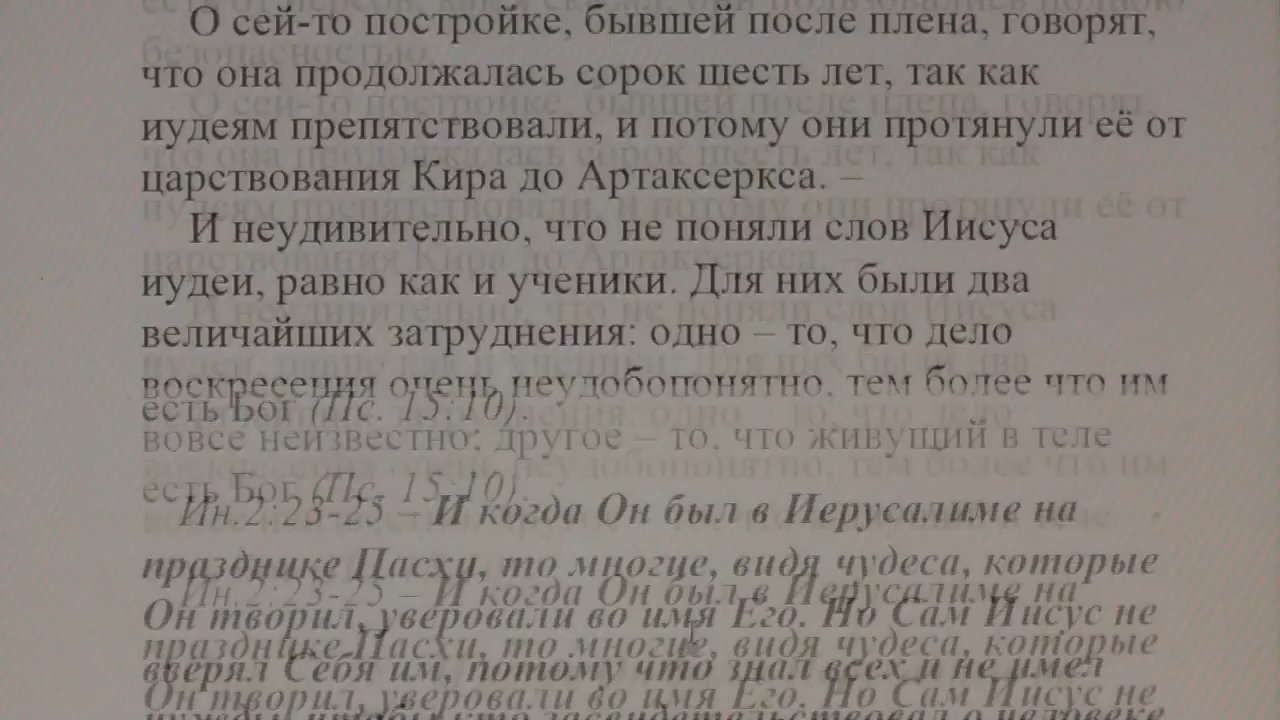 О сей-то постройке, бывшей после плена, говорят,
что она продолжалась сорок шесть лет, так как
иудеям препятствовали, и потому они протянули её от
царствования Кира до Артаксеркса. –
И неудивительно, что не поняли слов Иисуса
иудеи, равно как и ученики. Для них были два
величайших затруднения: одно – то, что дело
воскресения очень неудобопонятно, тем более что им
вовсе неизвестно; другое – то, что живущий в теле
есть Бог (Пс. 15:10).
Ин.2:23-25 – И когда Он был в Иерусалиме на
празднике Пасхи, то многие, видя чудеса, которые
Он творил, уверовали во имя Его. Но Сам Иисус не
вверял Себя им, потому что знал всех и не имел
нужды, чтобы кто засвидетельствовал о человеке